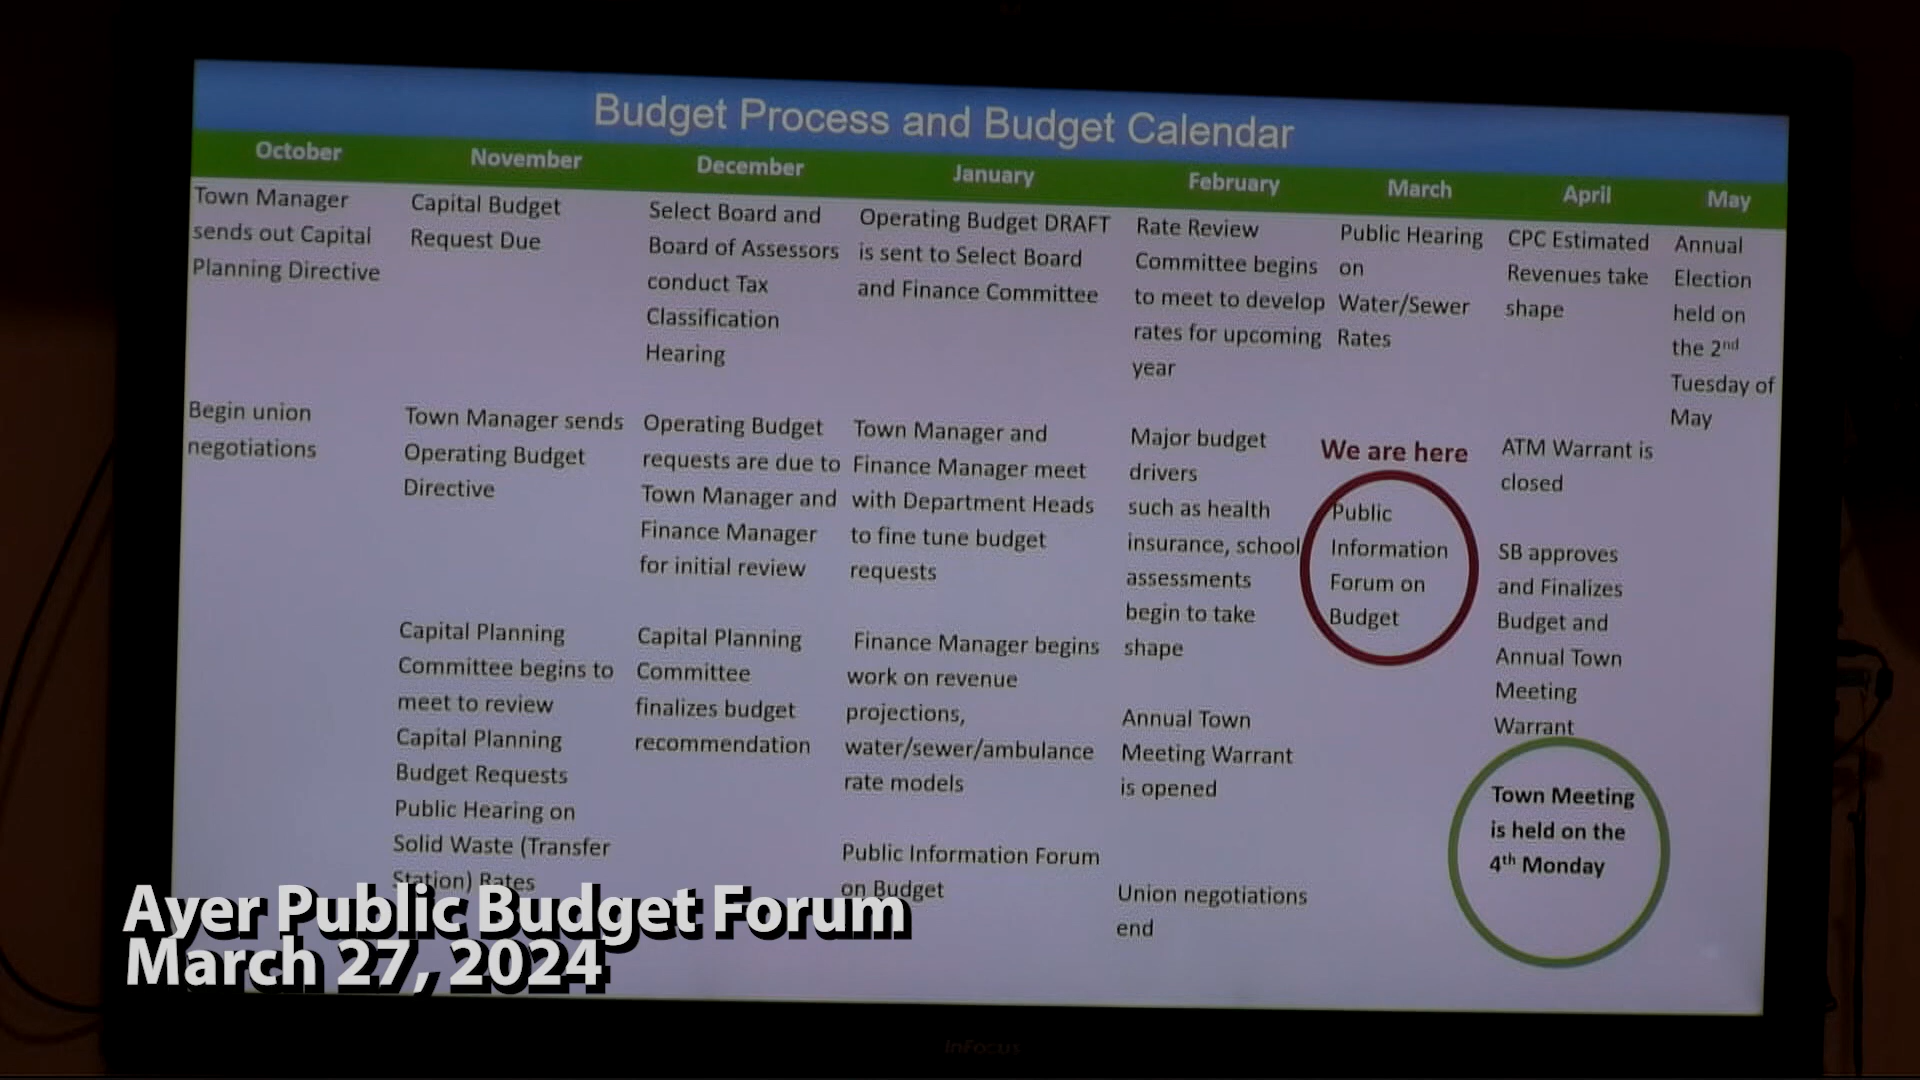 Budget Process and Budget Calendar
October
November
December
January
February
March
April
May
Town Manager
sends out Capital
Planning Directive
Begin union
negotiations
Capital Budget
Request Due
Town Manager sends
Operating Budget
Directive
Capital Planning
Committee begins to
meet to review
Capital Planning
Budget Requests
Public Hearing on
Solid Waste (Transfer
Station) Rates
Select Board and
Board of Assessors
conduct Tax
Classification
Hearing
Operating Budget
requests are due to
Town Manager and
Finance Manager
for initial review
Capital Planning
Committee
finalizes budget
recommendation
Operating Budget DRAFT
is sent to Select Board
and Finance Committee
Town Manager and
Finance Manager meet
with Department Heads
to fine tune budget
requests
Finance Manager begins
work on revenue
projections,
water/sewer/ambulance
rate models
Public Information Forum
on Budget
Rate Review
Committee begins
to meet to develop
rates for upcoming
year
Major budget
drivers
such as health
insurance, school
assessments
begin to take
shape
Annual Town
Meeting Warrant
is opened
Union negotiations
end
Public Hearing
on
Water/Sewer
Rates
We are here
Public
Information
Forum on
Budget
CPC Estimated
Revenues take
shape
ATM Warrant is
closed
SB approves
and Finalizes
Budget and
Annual Town
Meeting
Warrant
Town Meeting
is held on the
4th Monday
Annual
Election
held on
the 2nd
Tuesday of
May
Ayer Public Budget Forum
March 27, 2024
InFocus